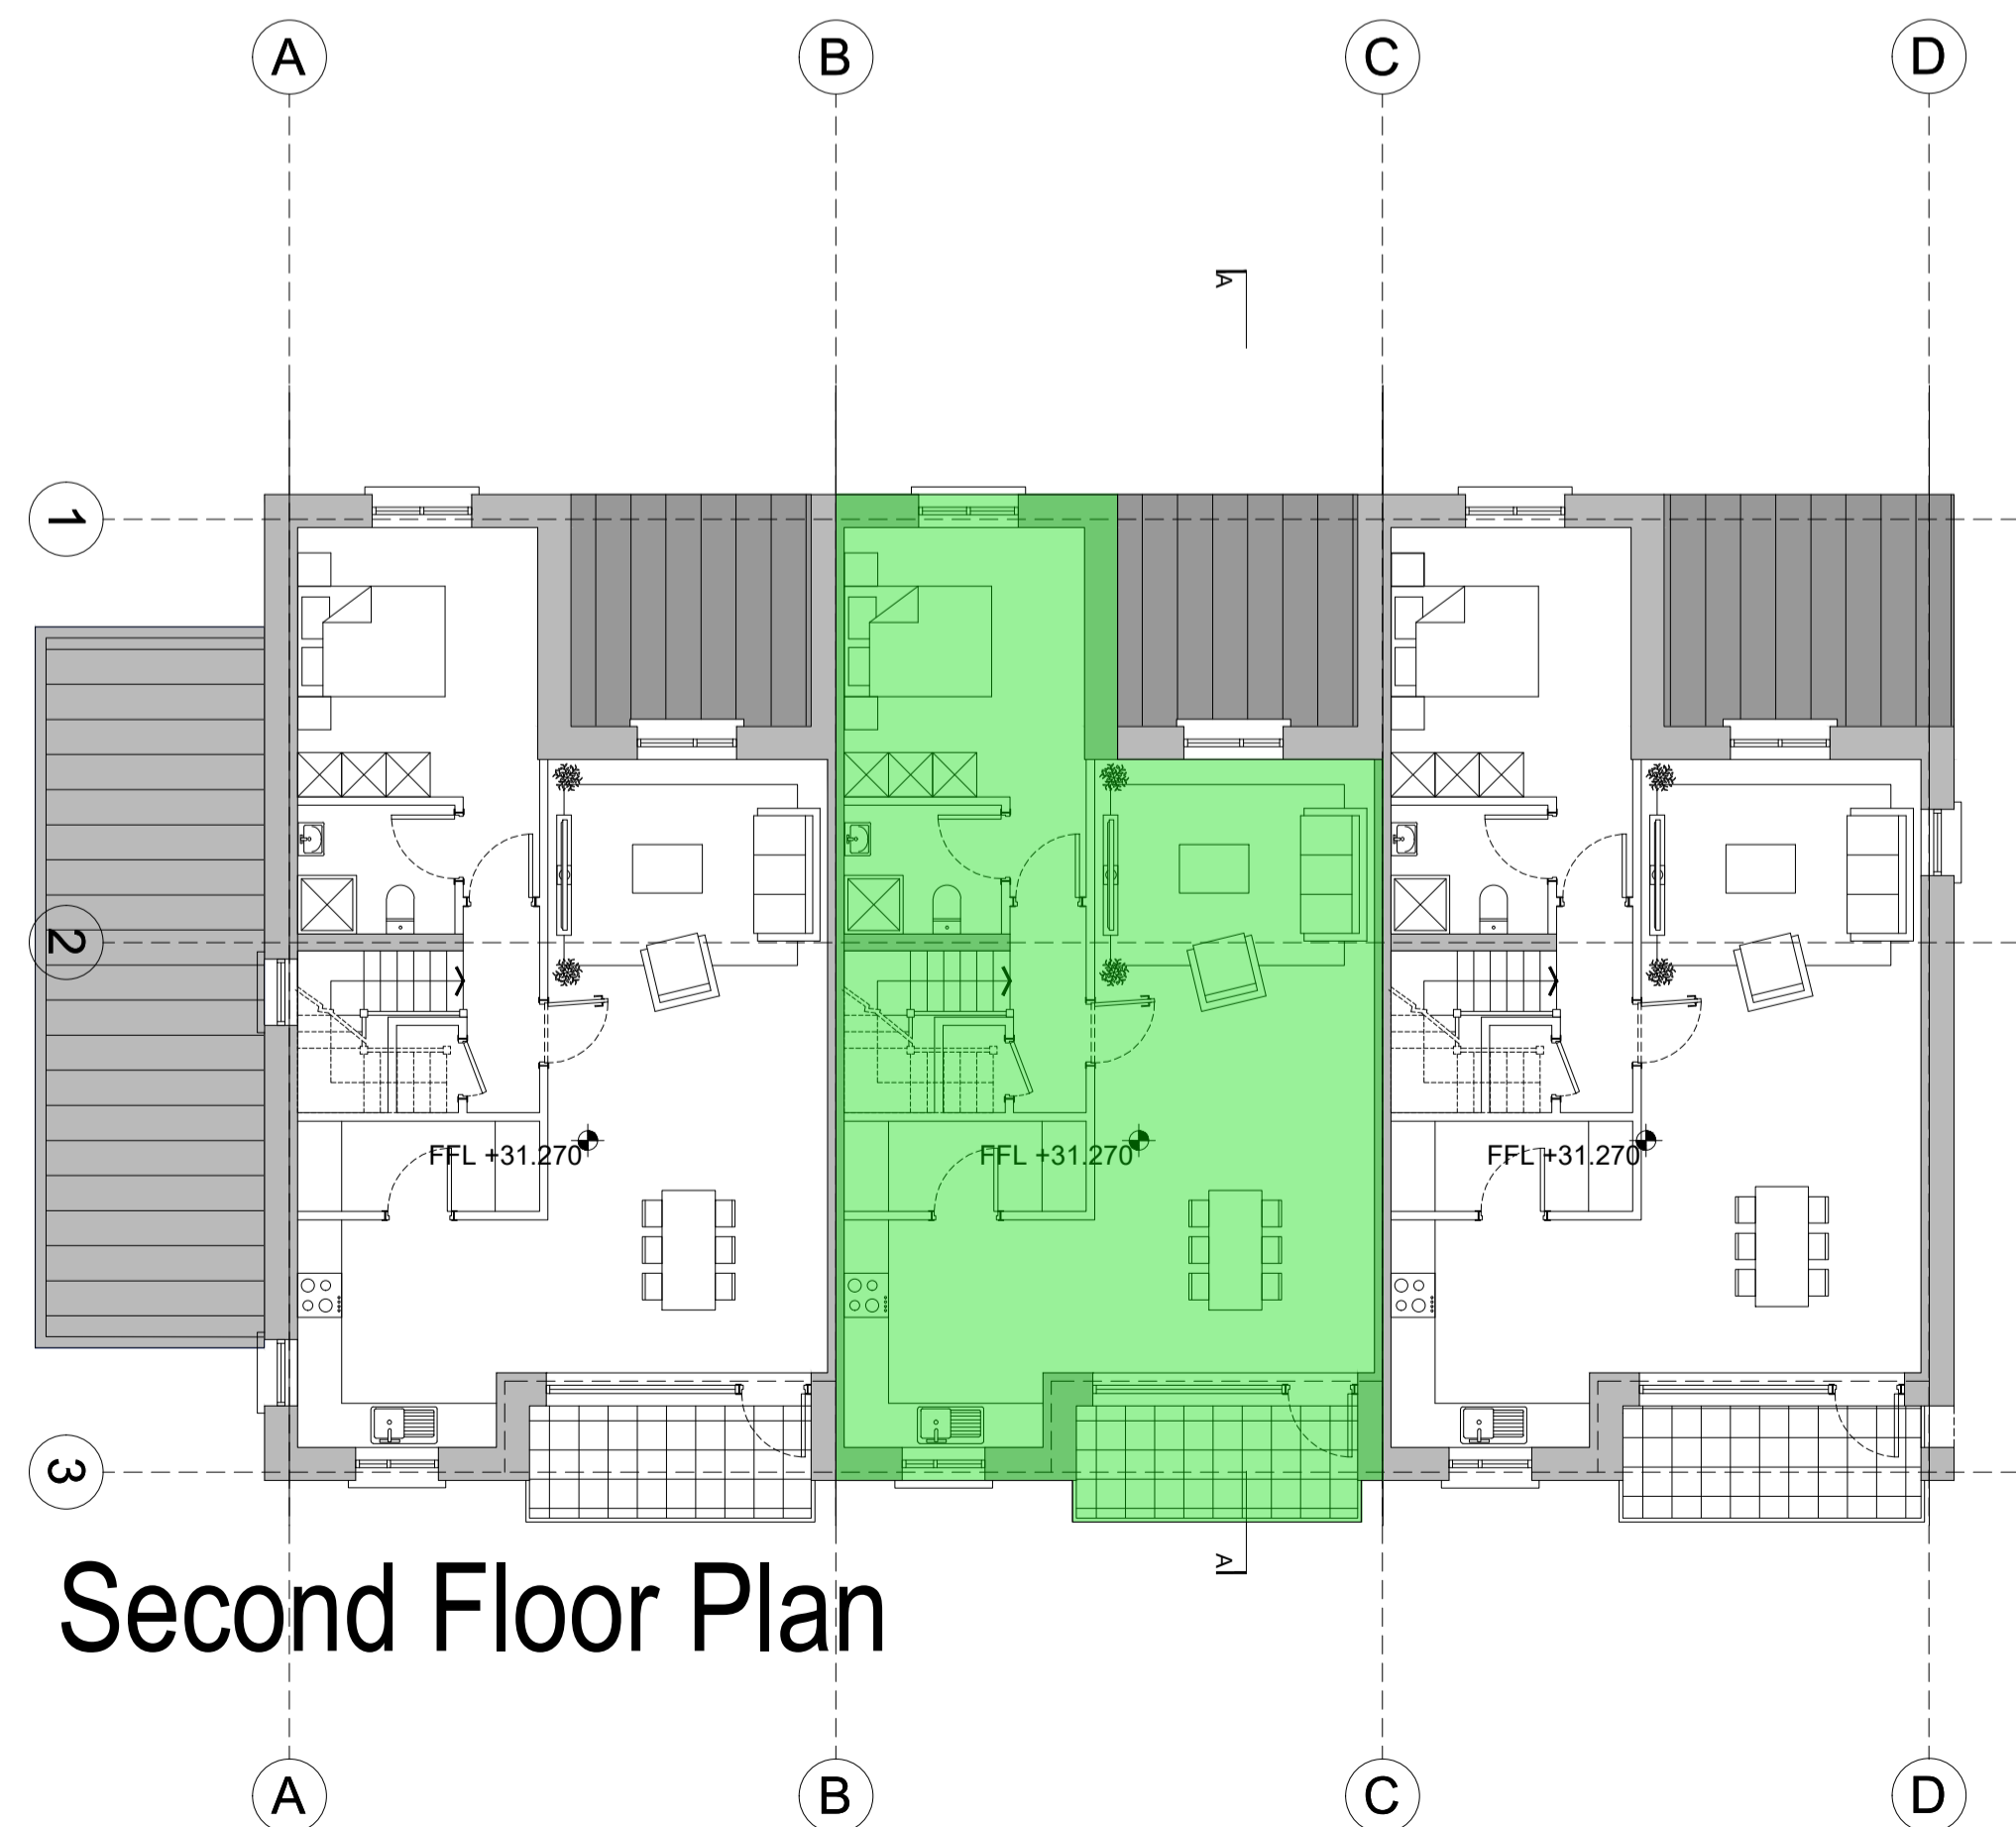 A B C D
A
1
2
FFL +31.270 FFL +31.270 FFL +31.270
3
A
Second Floor Plan
A B C D